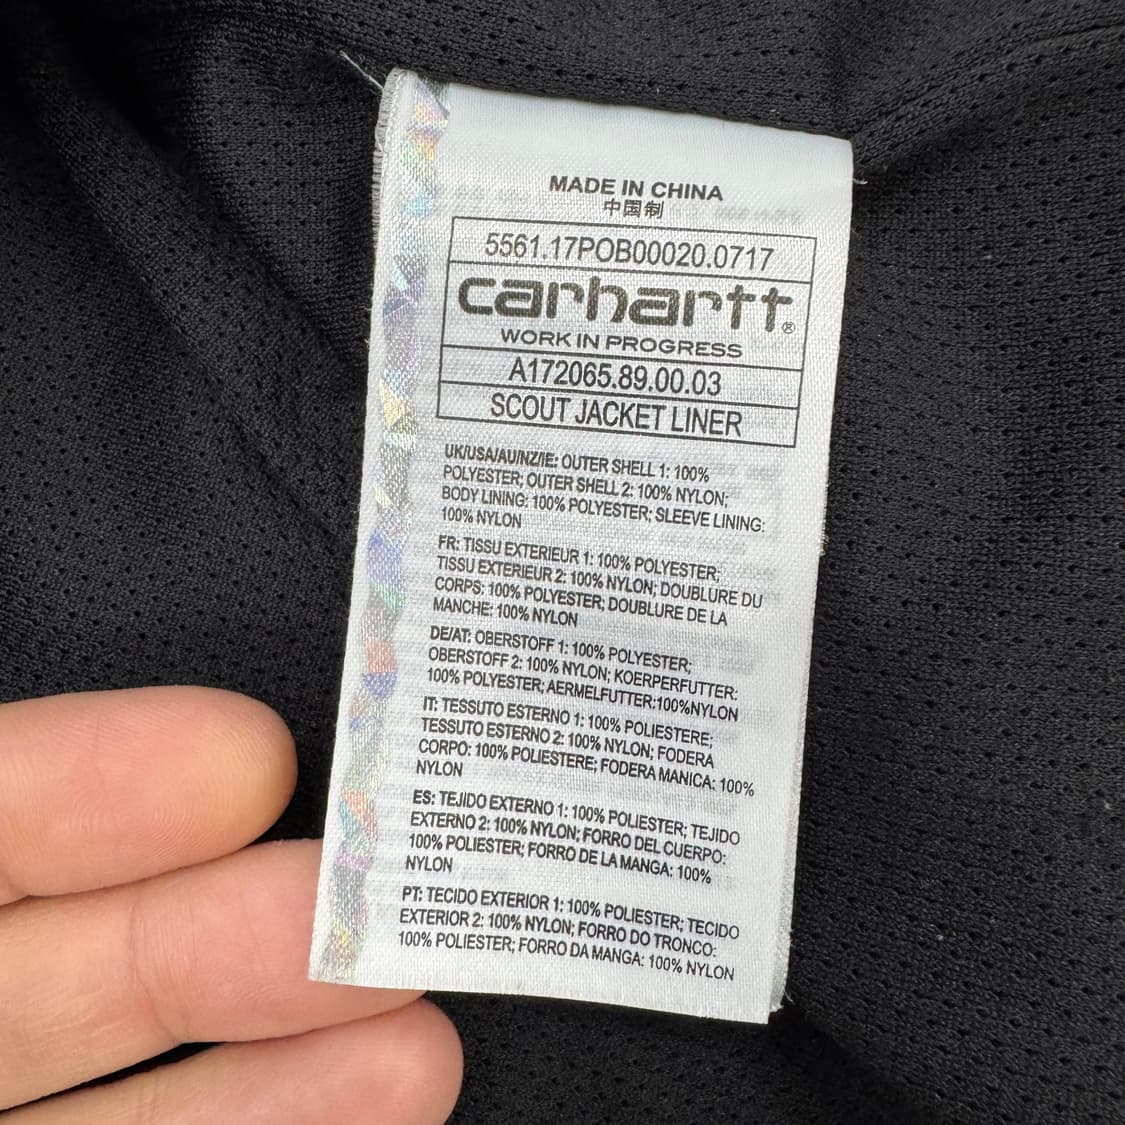 MADE IN CHINA
中国制
5561.17POB00020.0717
carhartt®
WORK IN PROGRESS
A172065.89.00.03
SCOUT JACKET LINER
UK/USA/AU/NZ/IE: OUTER SHELL 1: 100%
POLYESTER; OUTER SHELL 2: 100% NYLON;
BODY LINING: 100% POLYESTER; SLEEVE LINING:
100% NYLON
FR: TISSU EXTERIEUR 1: 100% POLYESTER;
TISSU EXTERIEUR 2: 100% NYLON; DOUBLURE DU
CORPS: 100% POLYESTER; DOUBLURE DE LA
MANCHE: 100% NYLON
DE/AT: OBERSTOFF 1: 100% POLYESTER;
OBERSTOFF 2: 100% NYLON; KOERPERFUTTER:
100% POLYESTER; AERMELFUTTER:100%NYLON
IT: TESSUTO ESTERNO 1: 100% POLIESTERE;
TESSUTO ESTERNO 2: 100% NYLON; FODERA
CORPO: 100% POLIESTERE; FODERA MANICA: 100%
NYLON
ES: TEJIDO EXTERNO 1: 100% POLIESTER; TEJIDO
EXTERNO 2: 100% NYLON; FORRO DEL CUERPO:
100% POLIESTER; FORRO DE LA MANGA: 100%
NYLON
PT: TECIDO EXTERIOR 1: 100% POLIESTER; TECIDO
EXTERIOR 2: 100% NYLON; FORRO DO TRONCO:
100% POLIESTER; FORRO DA MANGA: 100% NYLON